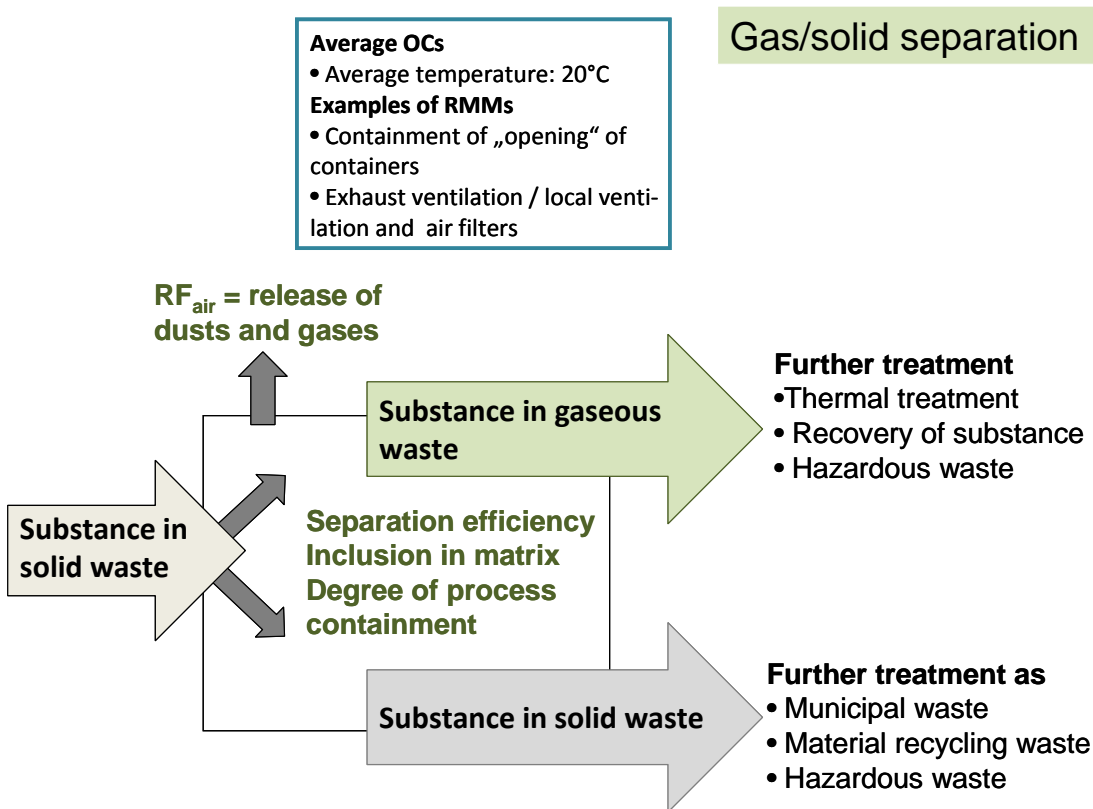 Gas/solid separation
Average OCs
• Average temperature: 20°C
Examples of RMMs
• Containment of „opening“ of
containers
• Exhaust ventilation / local venti-
lation and  air filters
RFair = release of
dusts and gases
Substance in gaseous
waste
Further treatment
•Thermal treatment
• Recovery of substance
• Hazardous waste
Substance in
solid waste
Separation efficiency
Inclusion in matrix
Degree of process
containment
Substance in solid waste
Further treatment as
• Municipal waste
• Material recycling waste
• Hazardous waste